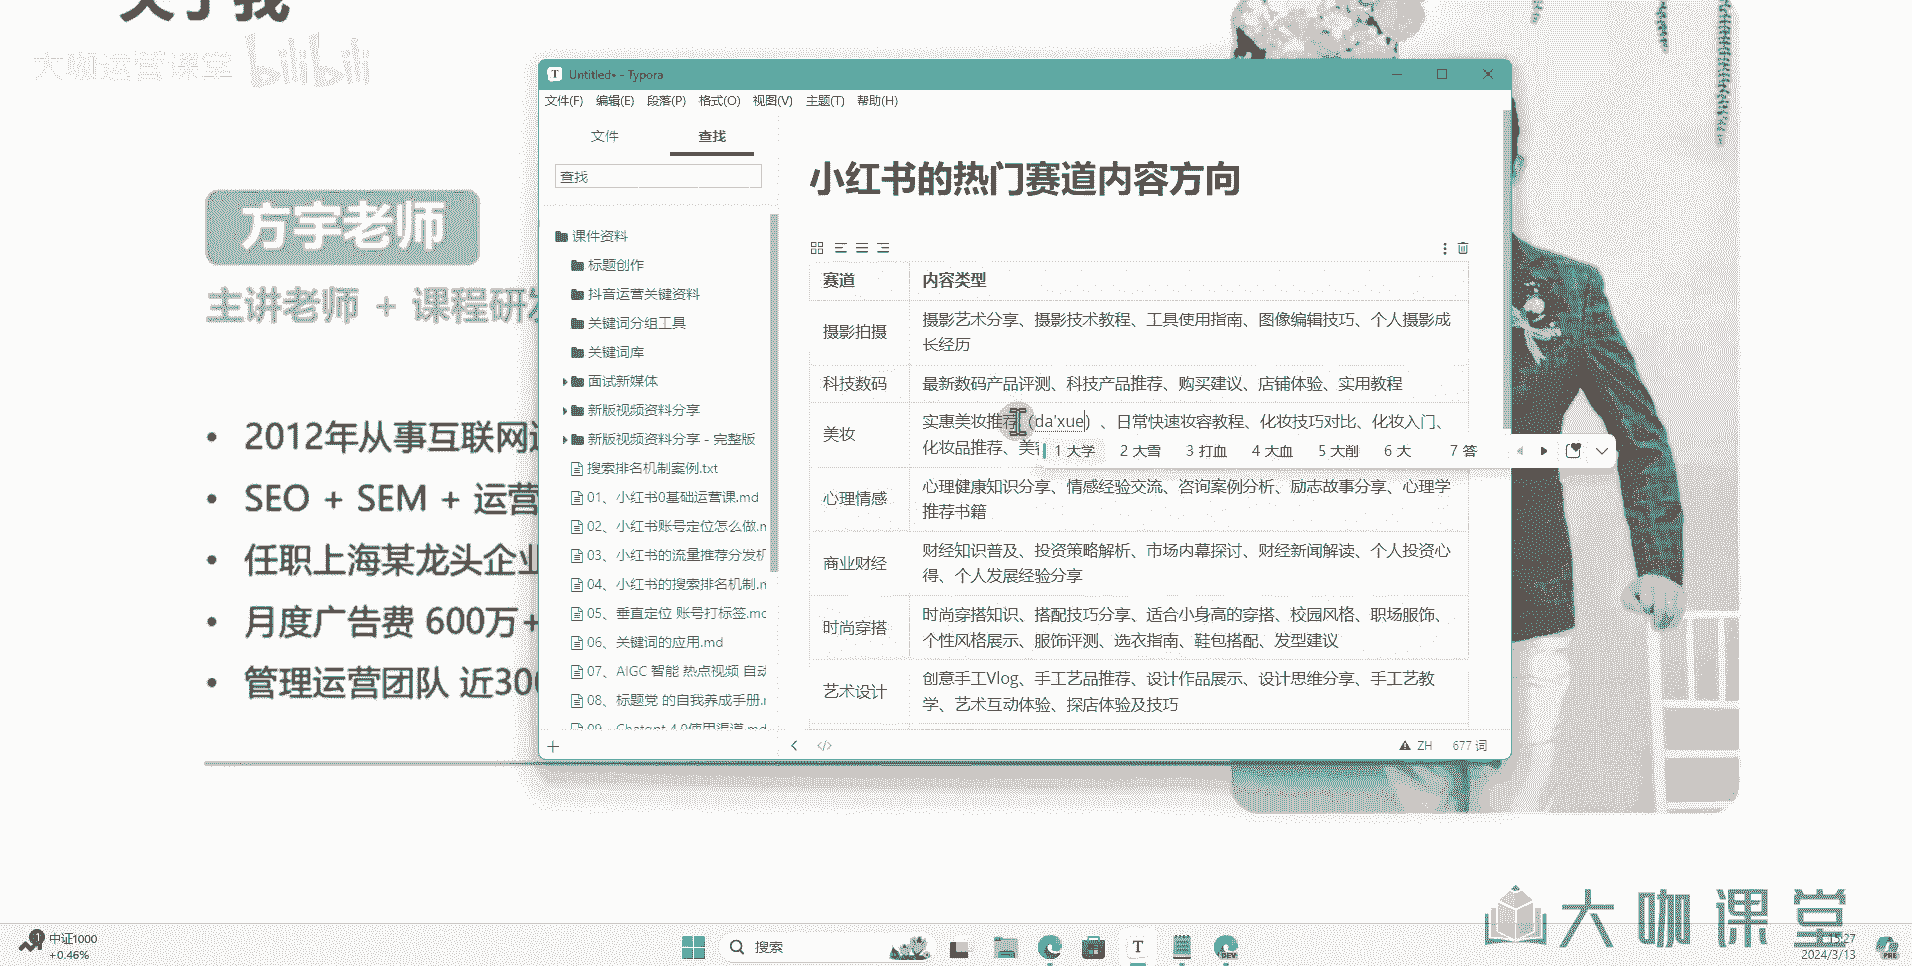 关于我
大咖运营课堂 bilibili
方宇老师
主讲老师 + 课程研发
• 2012年从事互联网
• SEO + SEM + 运营
• 任职上海某龙头企业
• 月度广告费 600万+
• 管理运营团队 近300
Untitled• - Typora
文件(F) 编辑(E) 段落(P) 格式(O) 视图(V) 主题(T) 帮助(H)
文件 查找
查找
课件资料
标题创作
抖音运营关键资料
关键词分组工具
关键词库
面试新媒体
新版视频资料分享
新版视频资料分享 - 完整版
搜索排名机制案例.txt
01、小红书0基础运营课.md
02、小红书账号定位怎么做.m
03、小红书的流量推荐分发机
04、小红书的搜索排名机制.m
05、垂直定位 账号打标签.mc
06、关键词的应用.md
07、AIGC 智能 热点视频 自动
08、标题党 的自我养成手册.r
09、Chatgpt 4.0使用渠道.md
小红书的热门赛道内容方向
赛道 内容类型
摄影拍摄 摄影艺术分享、摄影技术教程、工具使用指南、图像编辑技巧、个人摄影成
长经历
科技数码 最新数码产品评测、科技产品推荐、购买建议、店铺体验、实用教程
美妆 实惠美妆推荐（da'xue）、日常快速妆容教程、化妆技巧对比、化妆入门、
化妆品推荐、美
1 大学 2 大雪 3 打血 4 大血 5 大削 6 大 7 答
心理情感 心理健康知识分享、情感经验交流、咨询案例分析、励志故事分享、心理学
推荐书籍
商业财经 财经知识普及、投资策略解析、市场内幕探讨、财经新闻解读、个人投资心
得、个人发展经验分享
时尚穿搭 时尚穿搭知识、搭配技巧分享、适合小身高的穿搭、校园风格、职场服饰、
个性风格展示、服饰评测、选衣指南、鞋包搭配、发型建议
艺术设计 创意手工Vlog、手工艺品推荐、设计作品展示、设计思维分享、手工艺教
学、艺术互动体验、探店体验及技巧
ZH 677 词
大咖课堂
1 中证1000
+0.46%
搜索
T
DEV
2024/3/13
PRE